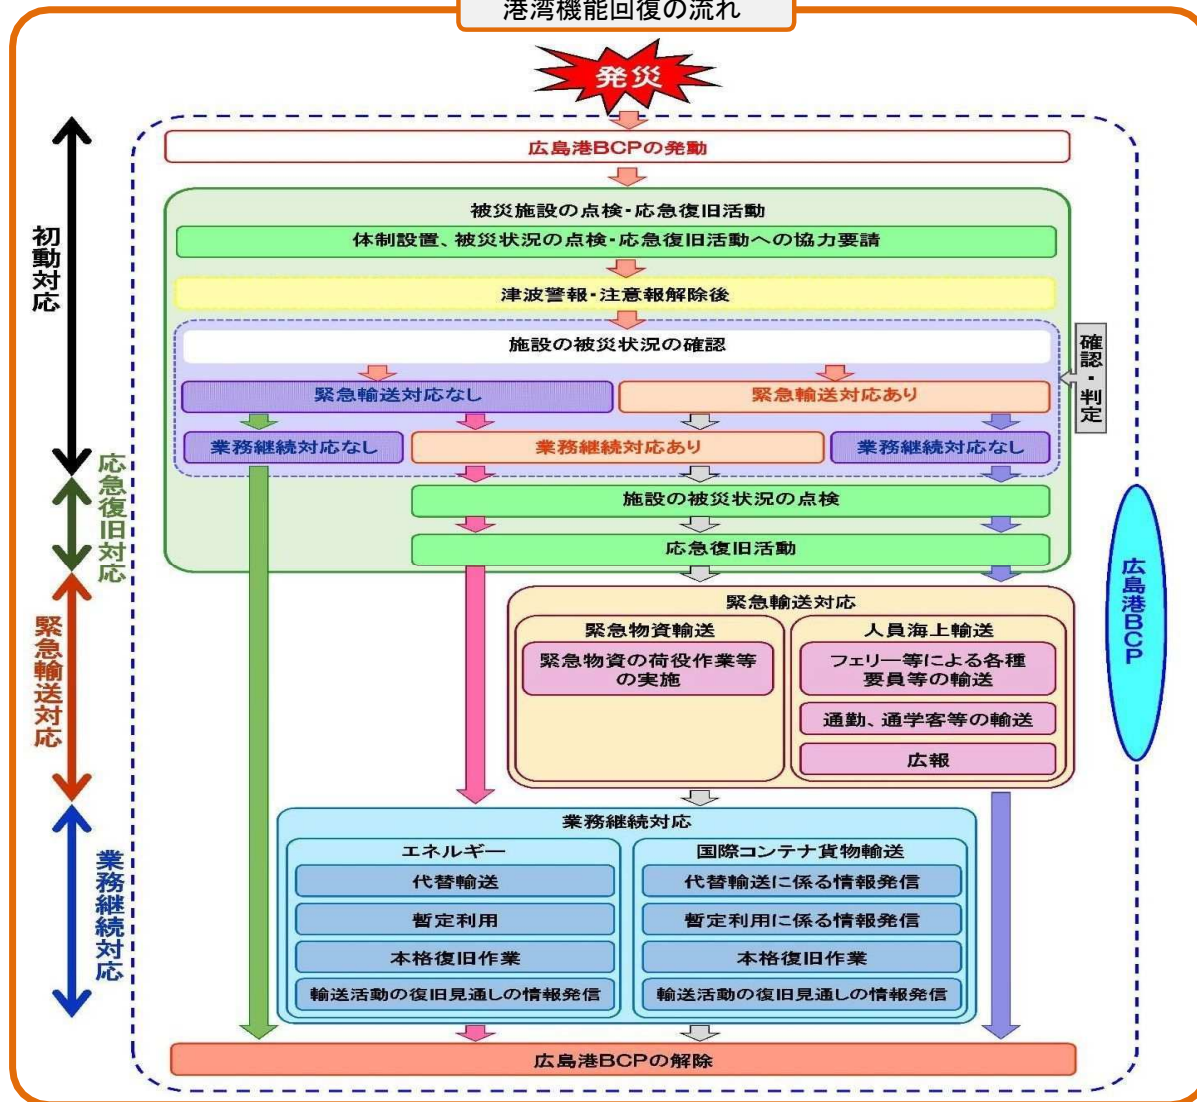 港湾機能回復の流れ
発災
広島港BCPの発動
被災施設の点検・応急復旧活動
体制設置、被災状況の点検・応急復旧活動への協力要請
津波警報・注意報解除後
施設の被災状況の確認
緊急輸送対応なし
緊急輸送対応あり
業務継続対応なし
業務継続対応あり
業務継続対応なし
確認・判定
施設の被災状況の点検
応急復旧活動
緊急輸送対応
緊急物資輸送
緊急物資の荷役作業等
の実施
人員海上輸送
フェリー等による各種
要員等の輸送
通勤、通学客等の輸送
広報
業務継続対応
エネルギー
代替輸送
暫定利用
本格復旧作業
輸送活動の復旧見通しの情報発信
国際コンテナ貨物輸送
代替輸送に係る情報発信
暫定利用に係る情報発信
本格復旧作業
輸送活動の復旧見通しの情報発信
広島港BCPの解除
初動対応
応急復旧対応
緊急輸送対応
業務継続対応
広島港BCP